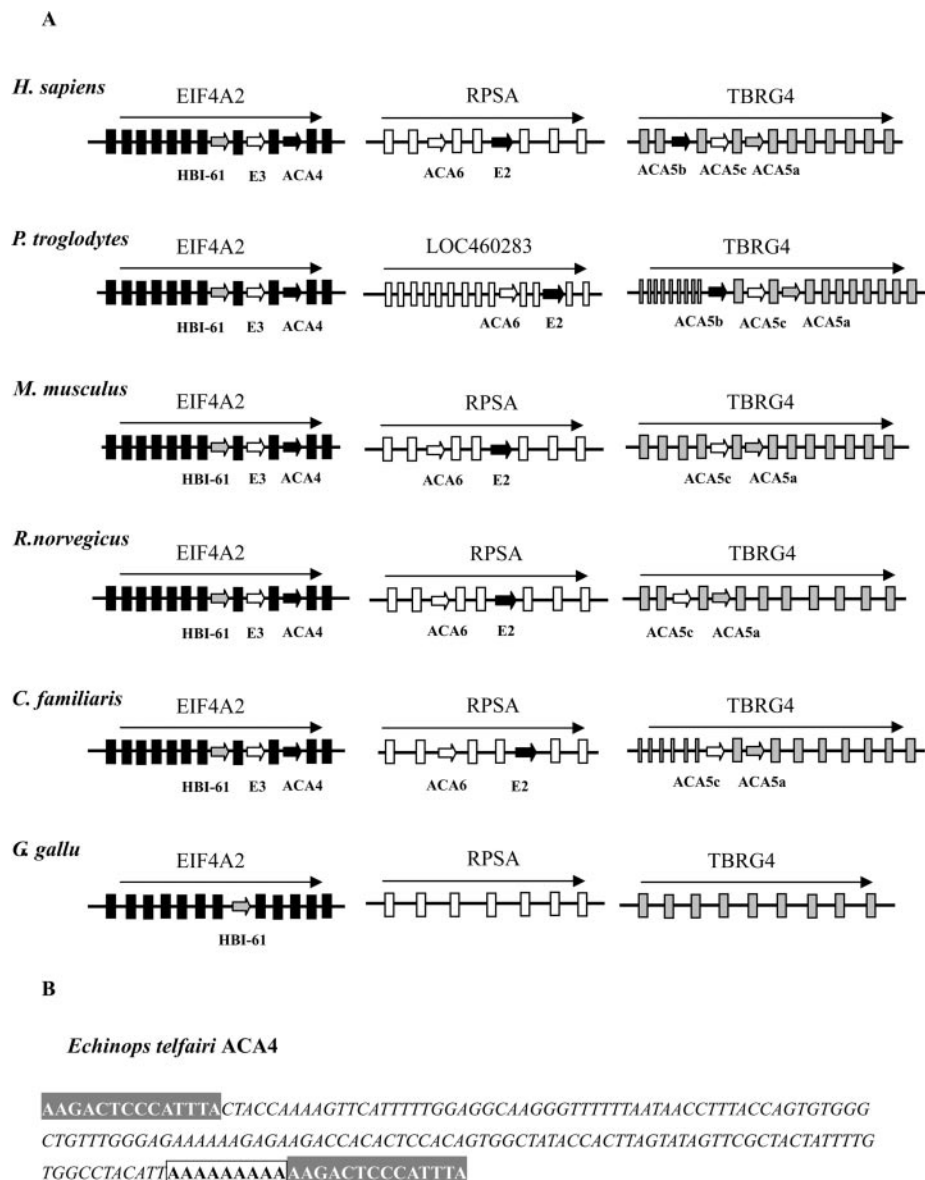 A
H. sapiens
EIF4A2 RPSA TBRG4
HBI-61 E3 ACA4 ACA6 E2 ACA5b ACA5c ACA5a
P. troglodytes
EIF4A2 LOC460283 TBRG4
HBI-61 E3 ACA4 ACA6 E2 ACA5b ACA5c ACA5a
M. musculus
EIF4A2 RPSA TBRG4
HBI-61 E3 ACA4 ACA6 E2 ACA5c ACA5a
R.norvegicus
EIF4A2 RPSA TBRG4
HBI-61 E3 ACA4 ACA6 E2 ACA5c ACA5a
C. familiaris
EIF4A2 RPSA TBRG4
HBI-61 E3 ACA4 ACA6 E2 ACA5c ACA5a
G. gallu
EIF4A2 RPSA TBRG4
HBI-61
B
Echinops telfairi ACA4
AAGACTCCCATTTACTACCAAAAGTTCATTTTTGGAGGCAAGGGTTTTTTAATAACCTTTACCAGTGTGGG
CTGTTTGGGAGAAAAAAGAGAAGACCACACTCCACAGTGGCTATACCACTTAGTATAGTTCGCTACTATTTTG
TGGCCTACATTAAAAAAAAAAAGACTCCCATTTA